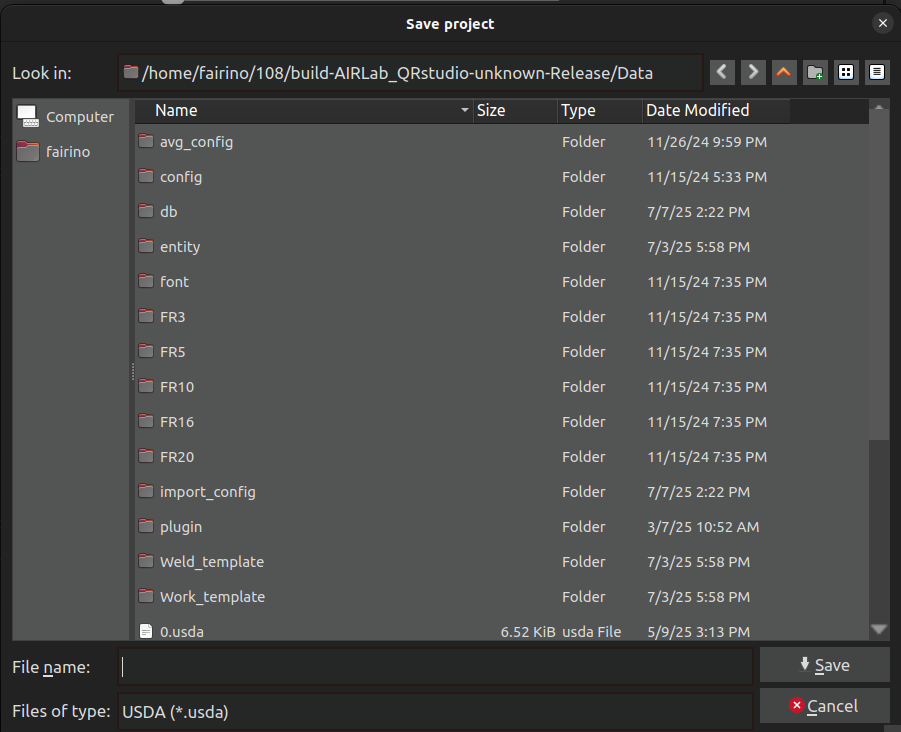 Save project
Look in: /home/fairino/108/build-AIRLab_QRstudio-unknown-Release/Data
Computer
fairino
Name Size Type Date Modified
avg_config Folder 11/26/24 9:59 PM
config Folder 11/15/24 5:33 PM
db Folder 7/7/25 2:22 PM
entity Folder 7/3/25 5:58 PM
font Folder 11/15/24 7:35 PM
FR3 Folder 11/15/24 7:35 PM
FR5 Folder 11/15/24 7:35 PM
FR10 Folder 11/15/24 7:35 PM
FR16 Folder 11/15/24 7:35 PM
FR20 Folder 11/15/24 7:35 PM
import_config Folder 7/7/25 2:22 PM
plugin Folder 3/7/25 10:52 AM
Weld_template Folder 7/3/25 5:58 PM
Work_template Folder 7/3/25 5:58 PM
0.usda 6.52 KiB usda File 5/9/25 3:13 PM
File name: Save
Files of type: USDA (*.usda) Cancel